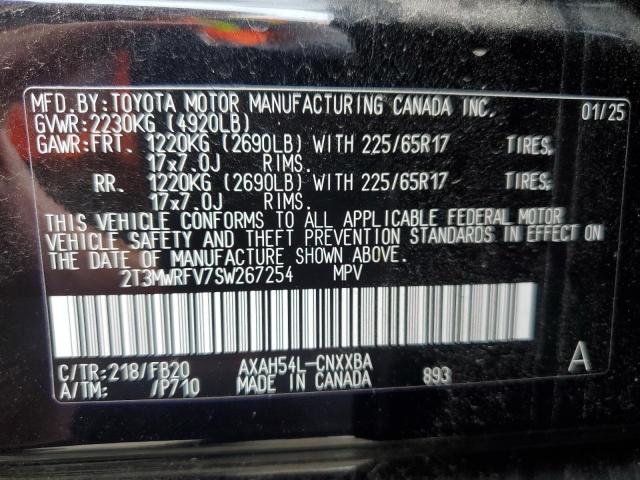 MFD.BY:TOYOTA MOTOR MANUFACTURING CANADA INC. 01/25
GVWR:2230KG (4920LB)
GAWR:FRT. 1220KG (2690LB) WITH 225/65R17 TIRES,
17x7.0J RIMS.
RR. 1220KG (2690LB) WITH 225/65R17 TIRES,
17x7.0J RIMS.
THIS VEHICLE CONFORMS TO ALL APPLICABLE FEDERAL MOTOR
VEHICLE SAFETY AND THEFT PREVENTION STANDARDS IN EFFECT ON
THE DATE OF MANUFACTURE SHOWN ABOVE.
2T3MWRFV7SW267254 MPV
C/TR:218/FB20 AXAH54L-CNXXBA A
A/TM: /P710 MADE IN CANADA 893